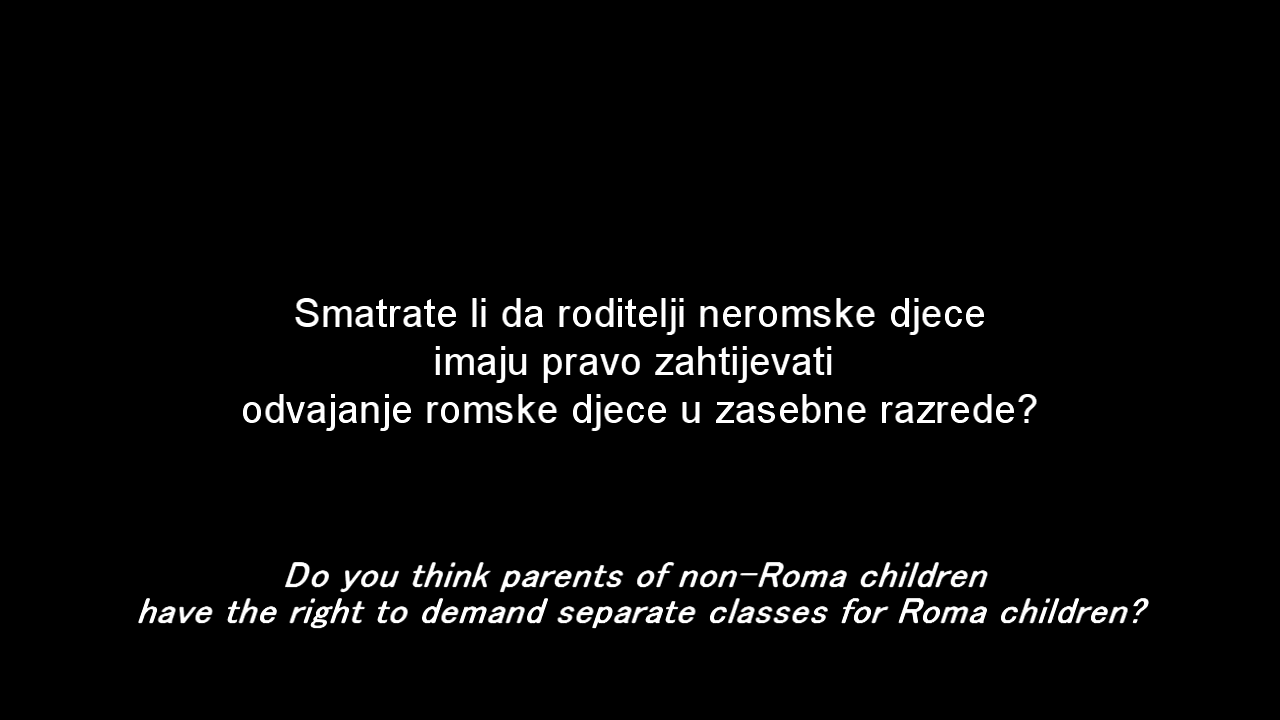 Smatrate li da roditelji neromske djece
imaju pravo zahtijevati
odvajanje romske djece u zasebne razrede?
Do you think parents of non-Roma children
have the right to demand separate classes for Roma children?